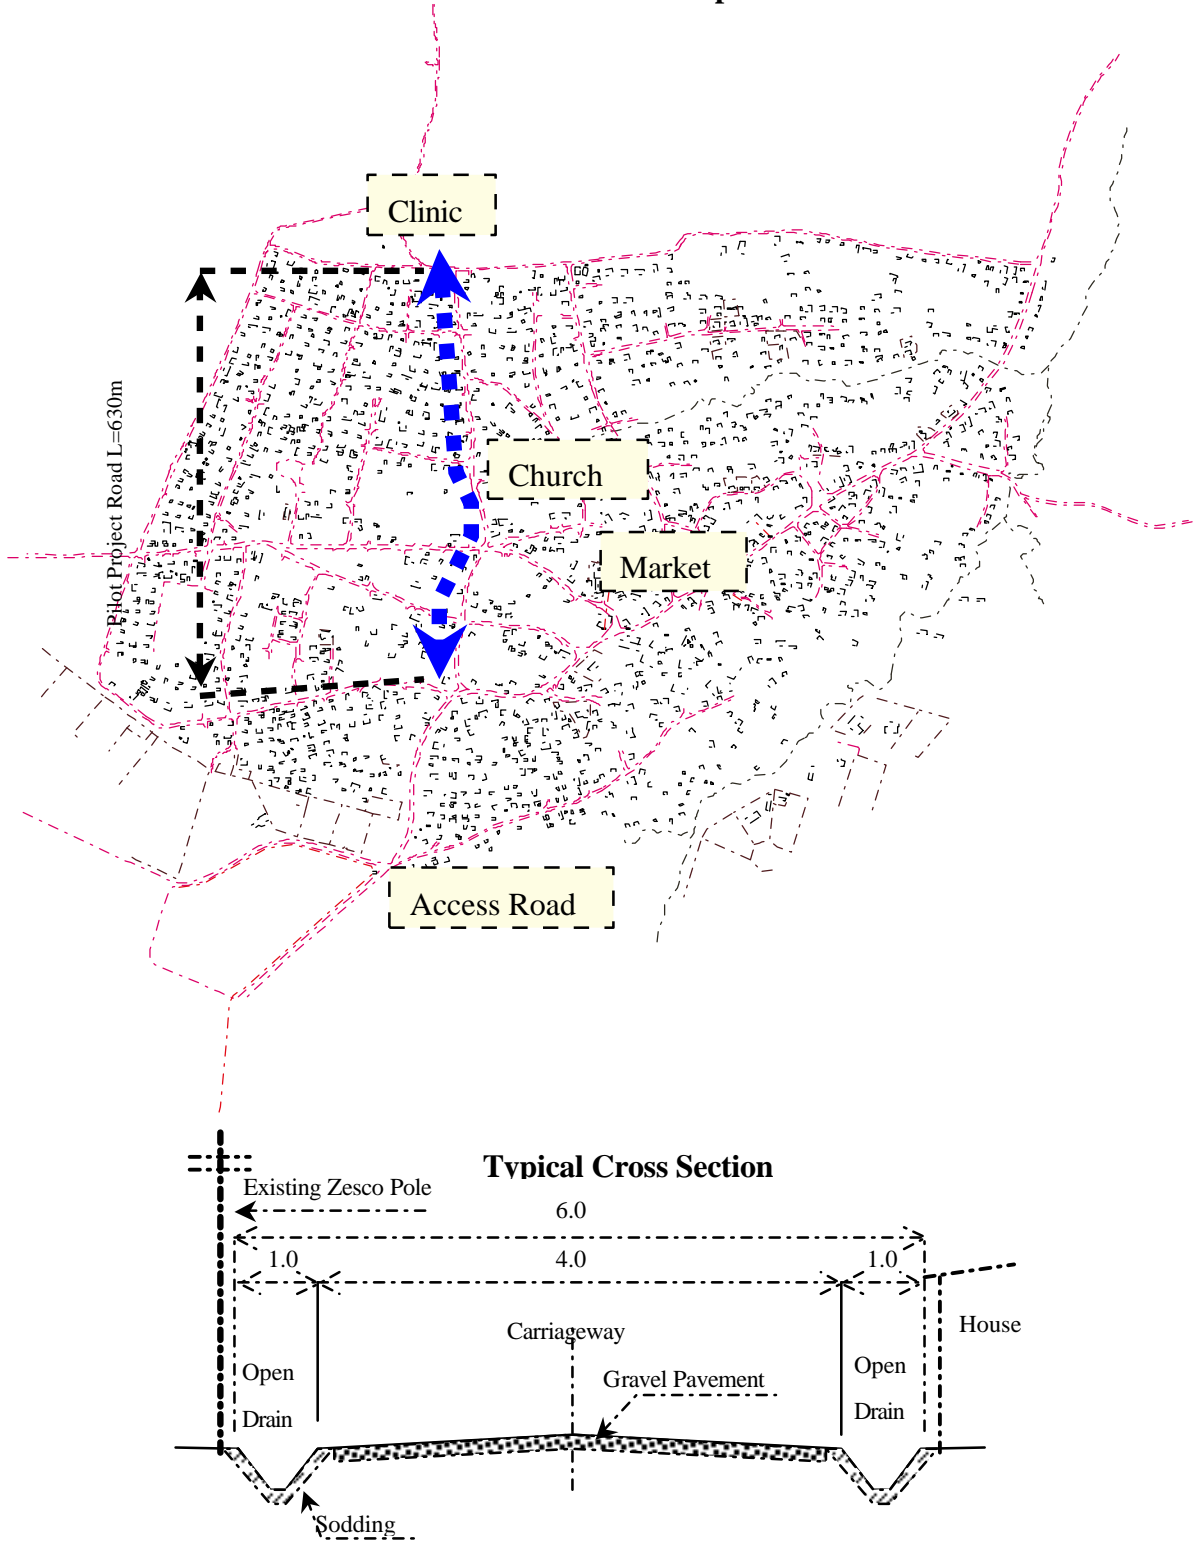 Clinic
Pilot Project Road L=630m
Church
Market
Access Road
Typical Cross Section
Existing Zesco Pole
6.0
1.0
4.0
1.0
House
Carriageway
Open
Drain
Gravel Pavement
Open
Drain
Sodding